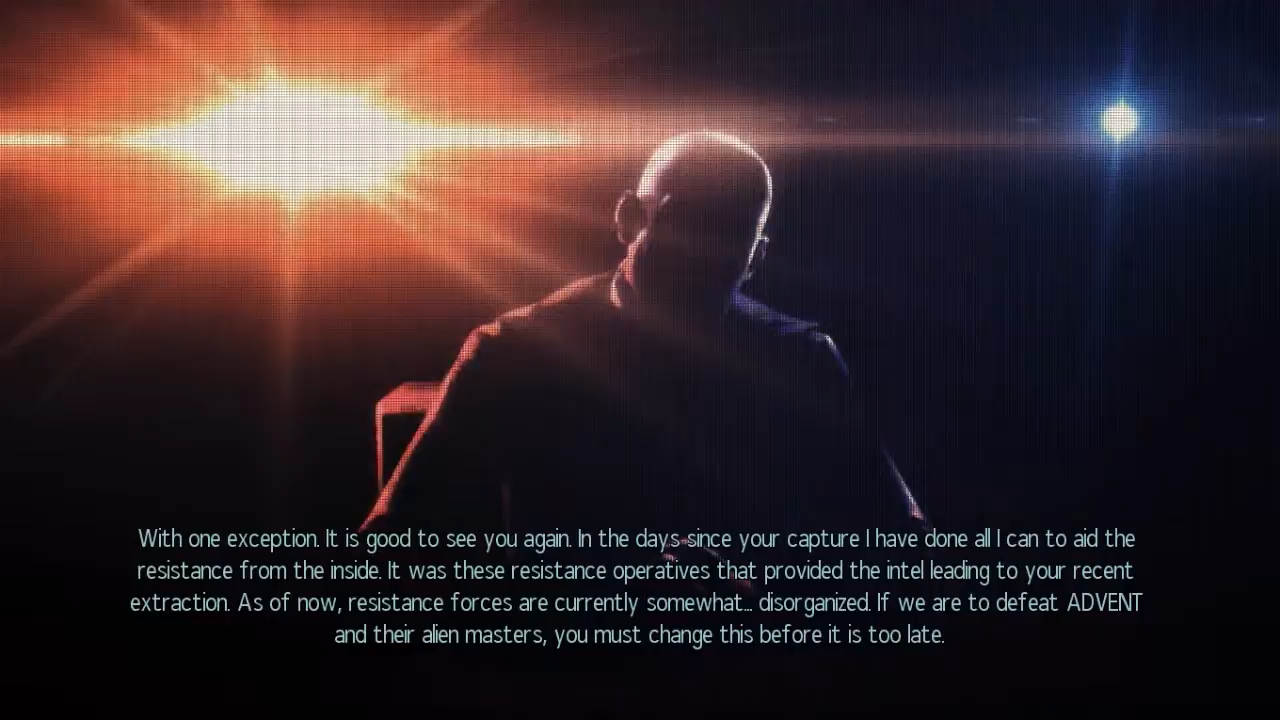 With one exception. It is good to see you again. In the days since your capture I have done all I can to aid the
resistance from the inside. It was these resistance operatives that provided the intel leading to your recent
extraction. As of now, resistance forces are currently somewhat... disorganized. If we are to defeat ADVENT
and their alien masters, you must change this before it is too late.